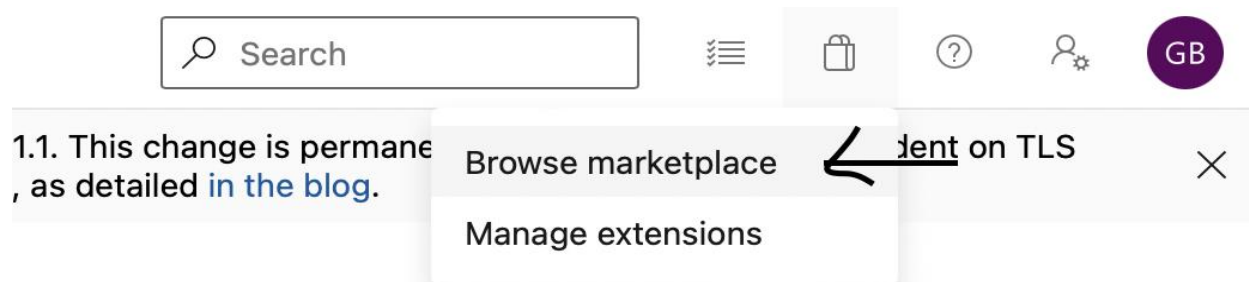 Search
GB
1.1. This change is permane
dent on TLS
, as detailed in the blog.
Browse marketplace
Manage extensions